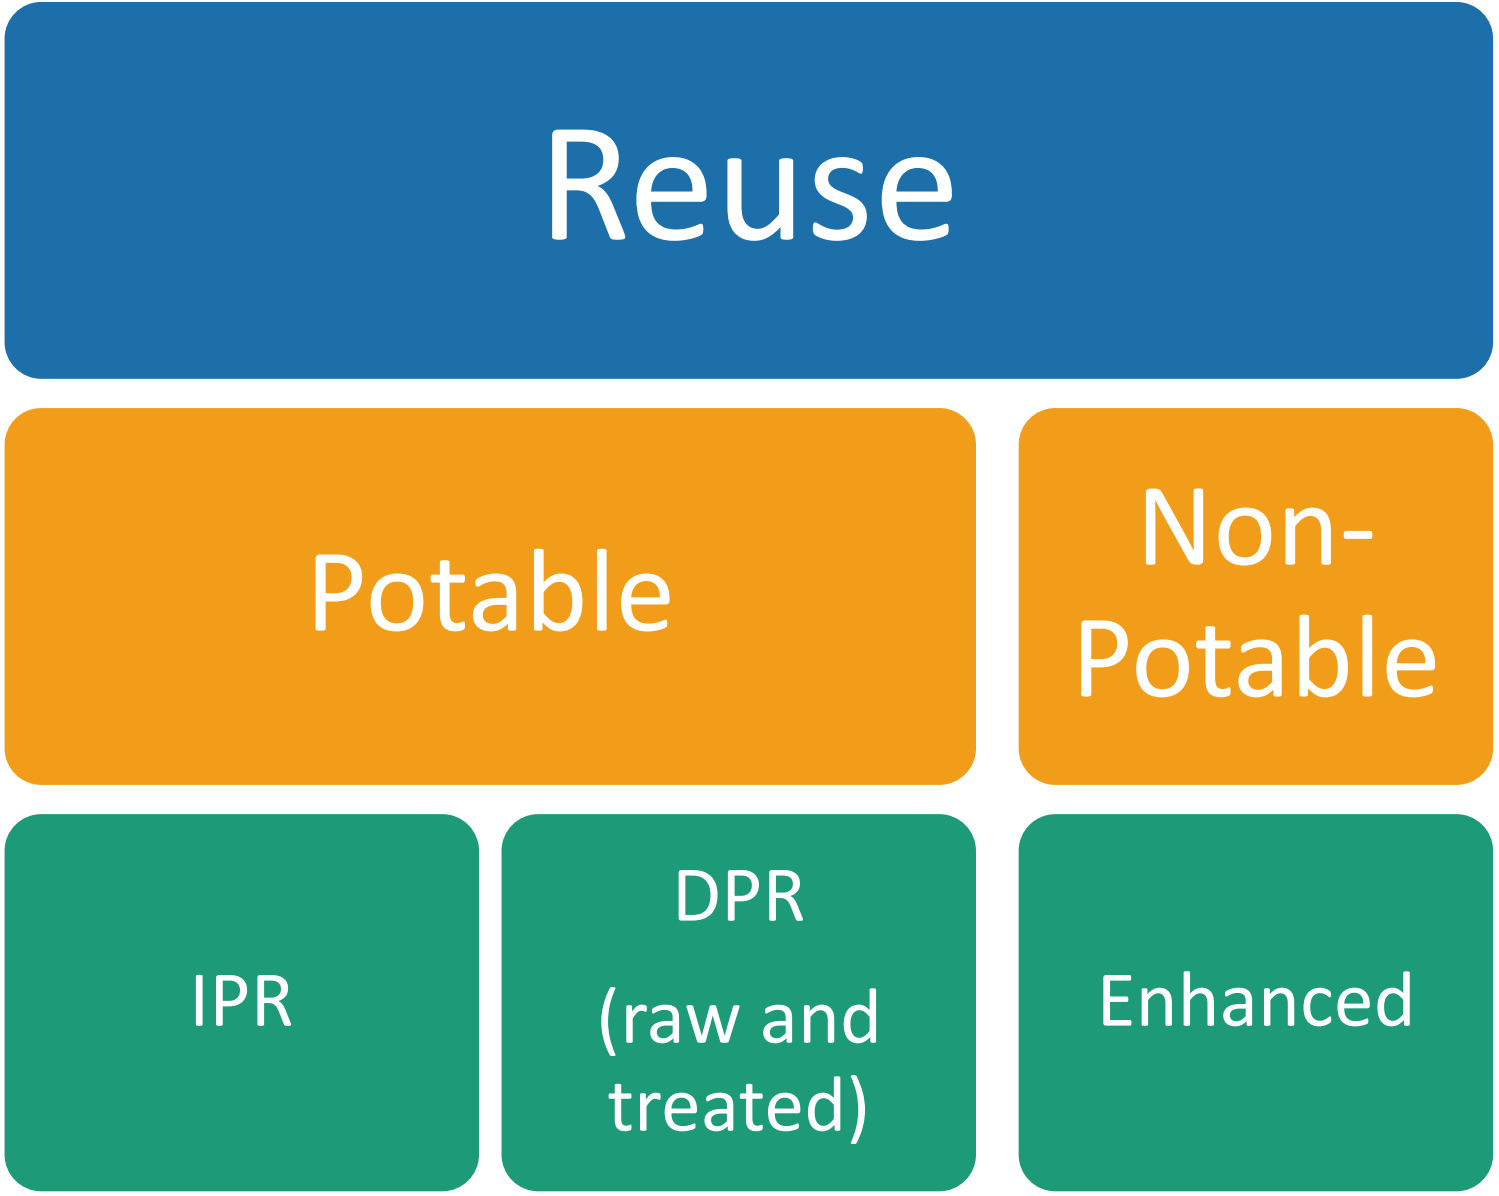 Reuse
Potable
Non-
Potable
IPR
DPR
(raw and
treated)
Enhanced